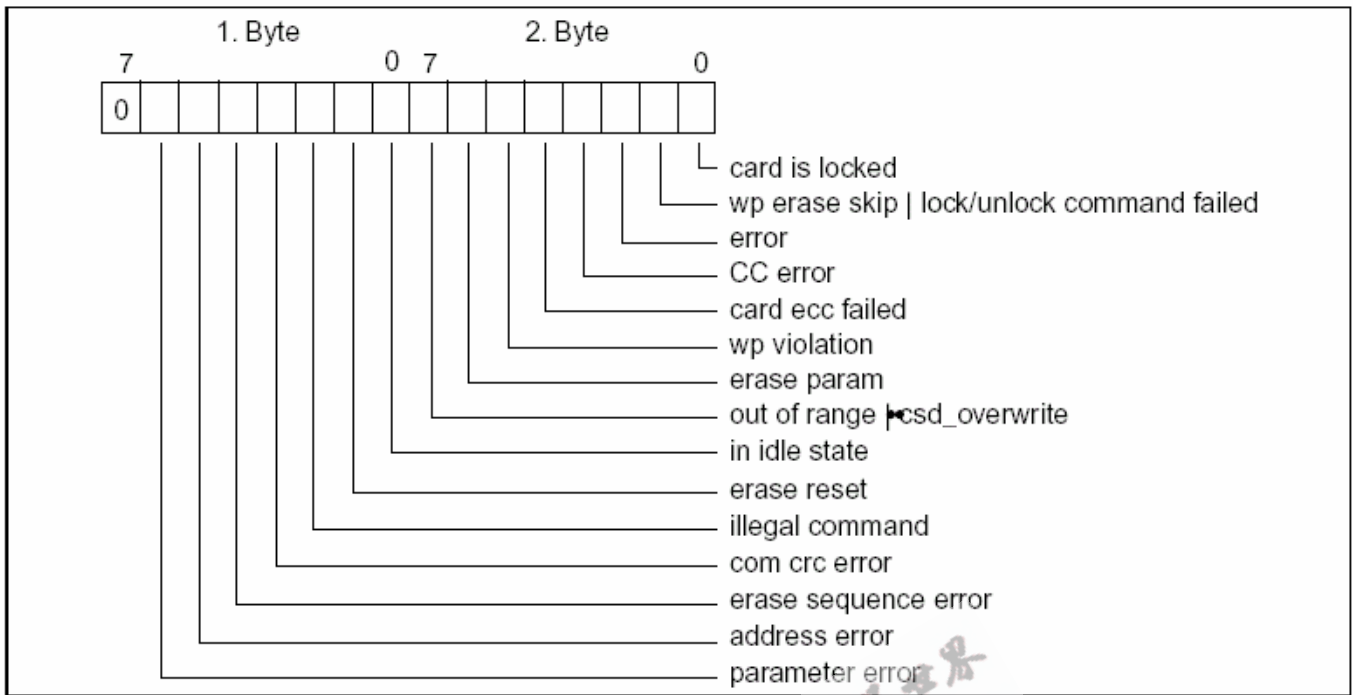 1. Byte 2. Byte
7 0 7 0
0
card is locked
wp erase skip | lock/unlock command failed
error
CC error
card ecc failed
wp violation
erase param
out of range | csd_overwrite
in idle state
erase reset
illegal command
com crc error
erase sequence error
address error
parameter error